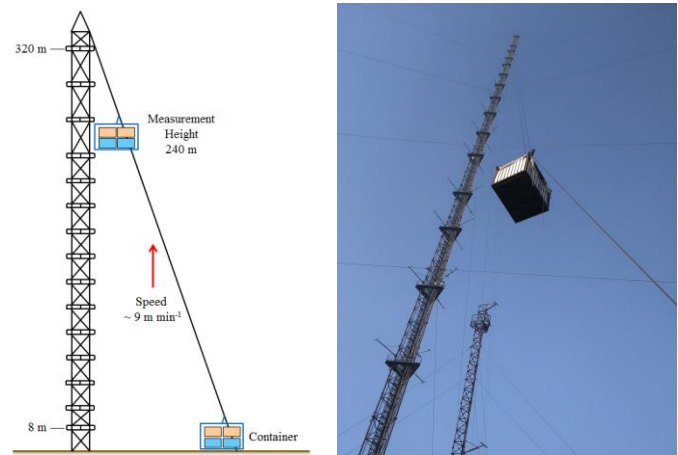 320 m
Measurement
Height
240 m
Speed
~ 9 m min-1
8 m
Container